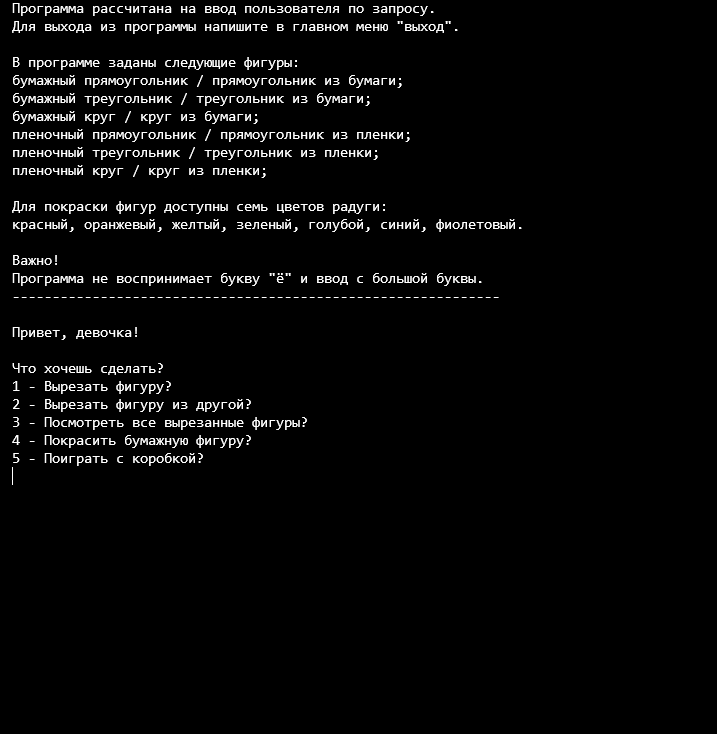 Программа рассчитана на ввод пользователя по запросу.
Для выхода из программы напишите в главном меню "выход".
В программе заданы следующие фигуры:
бумажный прямоугольник / прямоугольник из бумаги;
бумажный треугольник / треугольник из бумаги;
бумажный круг / круг из бумаги;
пленочный прямоугольник / прямоугольник из пленки;
пленочный треугольник / треугольник из пленки;
пленочный круг / круг из пленки;
Для покраски фигур доступны семь цветов радуги:
красный, оранжевый, желтый, зеленый, голубой, синий, фиолетовый.
Важно!
Программа не воспринимает букву "ё" и ввод с большой буквы.
-------------------------------------------------------------
Привет, девочка!
Что хочешь сделать?
1 - Вырезать фигуру?
2 - Вырезать фигуру из другой?
3 - Посмотреть все вырезанные фигуры?
4 - Покрасить бумажную фигуру?
5 - Поиграть с коробкой?